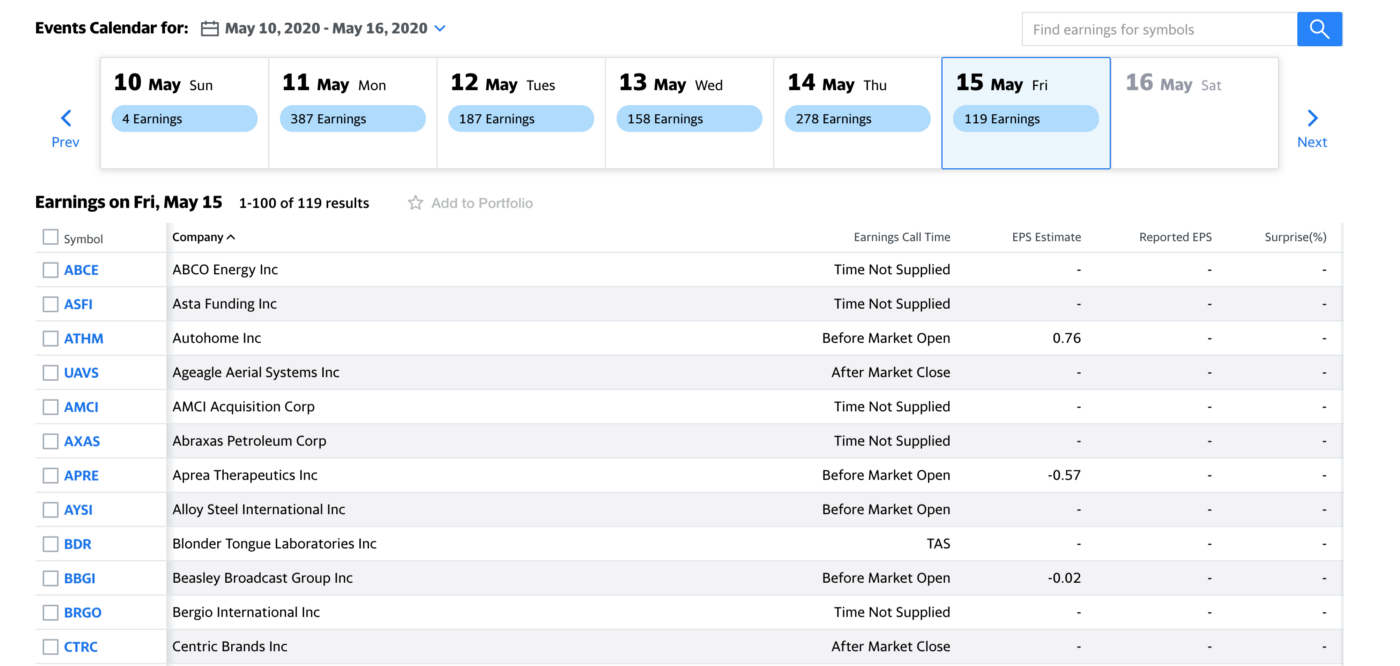 Events Calendar for: May 10, 2020 - May 16, 2020 Find earnings for symbols
10 May Sun 11 May Mon 12 May Tues 13 May Wed 14 May Thu 15 May Fri 16 May Sat
4 Earnings 387 Earnings 187 Earnings 158 Earnings 278 Earnings 119 Earnings
Prev Next
Earnings on Fri, May 15 1-100 of 119 results Add to Portfolio
Symbol Company Earnings Call Time EPS Estimate Reported EPS Surprise(%)
ABCE ABCO Energy Inc Time Not Supplied - - -
ASFI Asta Funding Inc Time Not Supplied - - -
ATHM Autohome Inc Before Market Open 0.76 - -
UAVS Ageagle Aerial Systems Inc After Market Close - - -
AMCI AMCI Acquisition Corp Time Not Supplied - - -
AXAS Abraxas Petroleum Corp Time Not Supplied - - -
APRE Aprea Therapeutics Inc Before Market Open -0.57 - -
AYSI Alloy Steel International Inc Before Market Open - - -
BDR Blonder Tongue Laboratories Inc TAS - - -
BBGI Beasley Broadcast Group Inc Before Market Open -0.02 - -
BRGO Bergio International Inc Time Not Supplied - - -
CTRC Centric Brands Inc After Market Close - - -